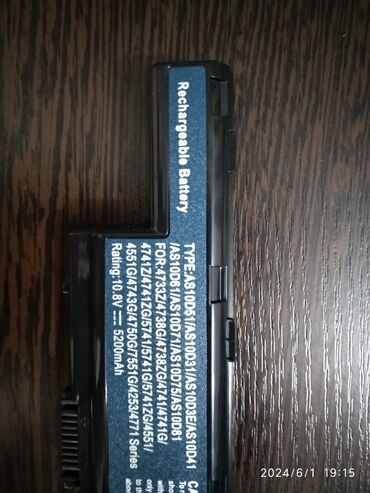 Rechargeable Battery
TYPE:AS10D51/AS10D31/AS10D3E/AS10D41
/AS10D61/AS10D71/AS10D75/AS10D81
FOR:4733Z/4738G/4738ZG/4741/4741G/
4741Z/4741ZG/5741/5741G/5741ZG/4551/
4551G/4743G/4750G/7551G/4253/4771 Series
Rating:10.8V 5200mAh
2024/6/1 19:15